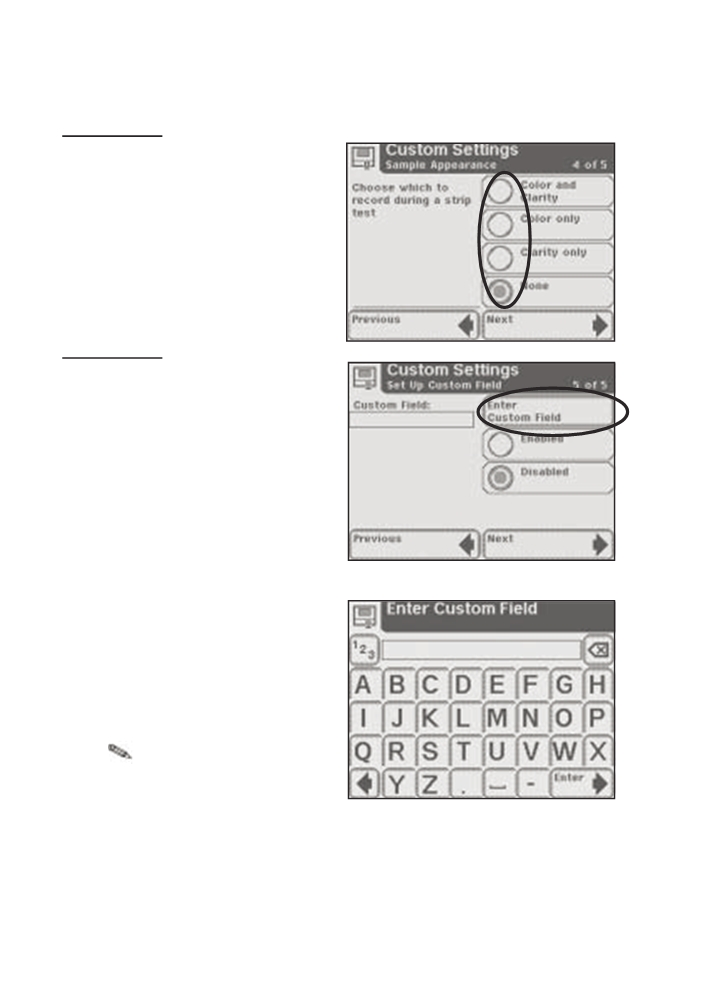 Custom Settings
Sample Appearance 4 of 5
Choose which to
record during a strip
test
Color and
Clarity
Color only
Clarity only
None
Previous
Next
Custom Settings
Set Up Custom Field 5 of 5
Custom Field:
Enter
Custom Field
Enabled
Disabled
Previous
Next
Enter Custom Field
123
A B C D E F G H
I J K L M N O P
Q R S T U V W X
Y Z . _ - Enter